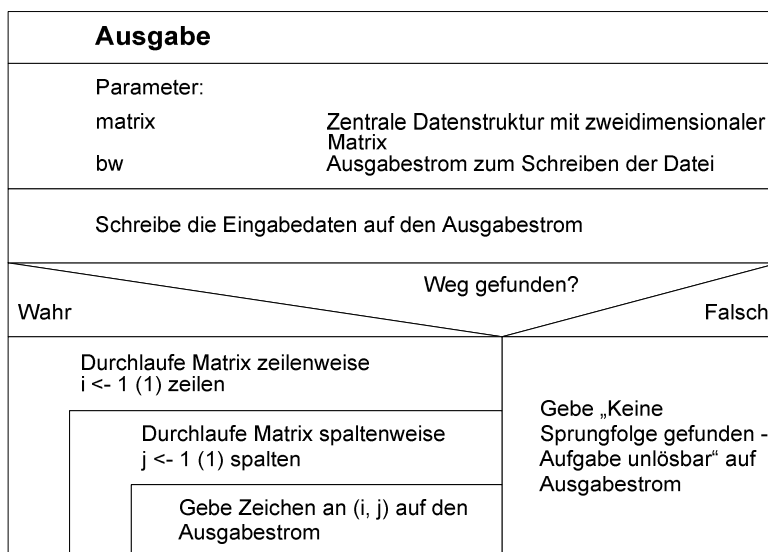 Ausgabe
Parameter:
matrix Zentrale Datenstruktur mit zweidimensionaler
Matrix
bw Ausgabestrom zum Schreiben der Datei
Schreibe die Eingabedaten auf den Ausgabestrom
Weg gefunden?
Wahr Falsch
Durchlaufe Matrix zeilenweise
i <- 1 (1) zeilen
Durchlaufe Matrix spaltenweise
j <- 1 (1) spalten
Gebe Zeichen an (i, j) auf den
Ausgabestrom
Gebe „Keine
Sprungfolge gefunden -
Aufgabe unlösbar“ auf
Ausgabestrom